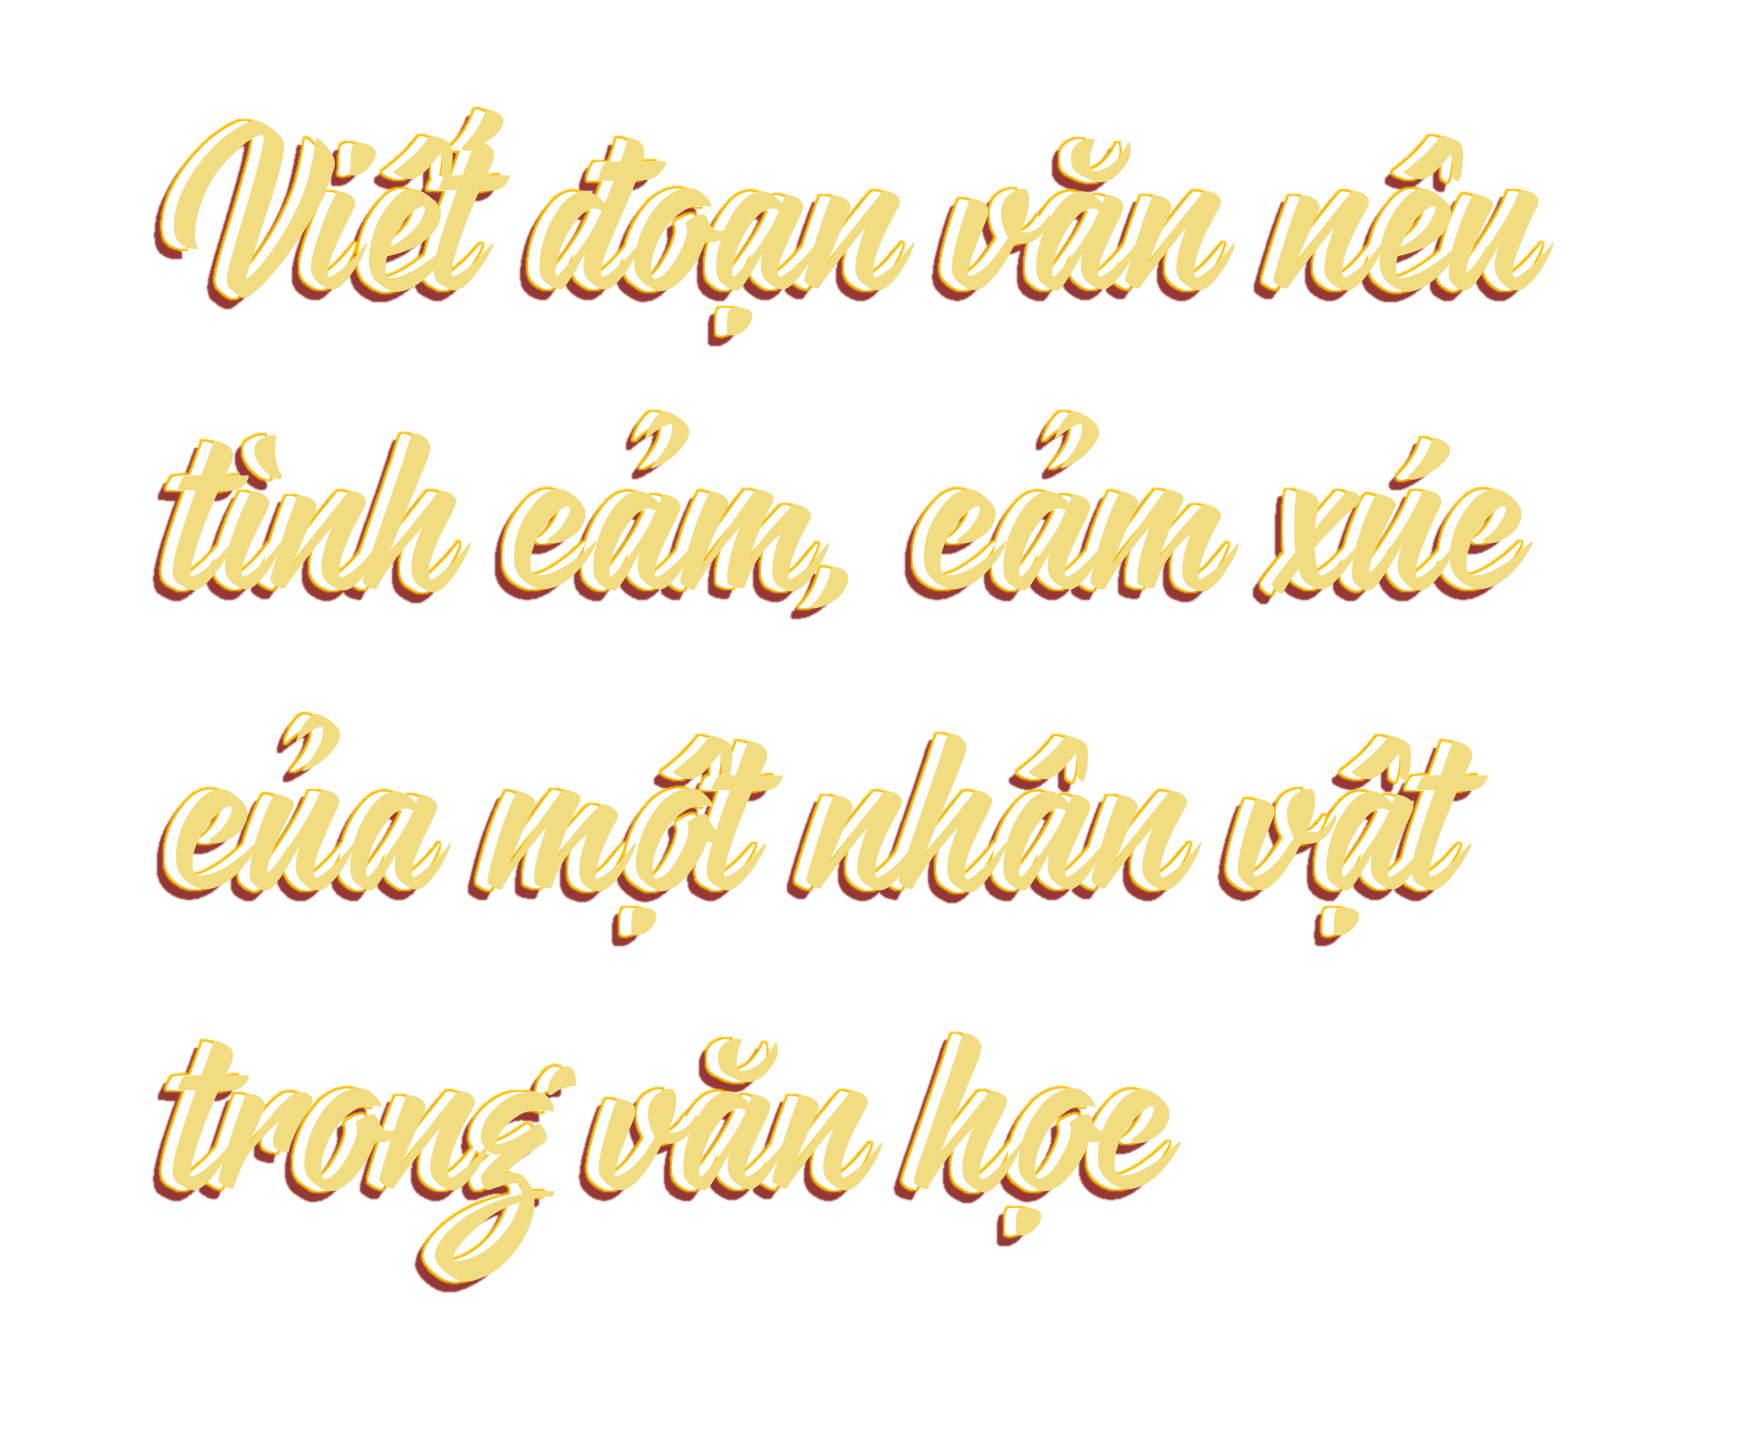 Viết đoạn văn nêu
tình cảm, cảm xúc
của một nhân vật
trong văn học